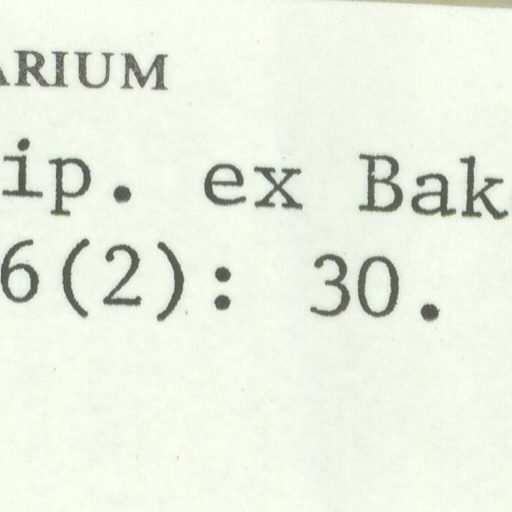 ARIUM
ip. ex Bak
6(2): 30.